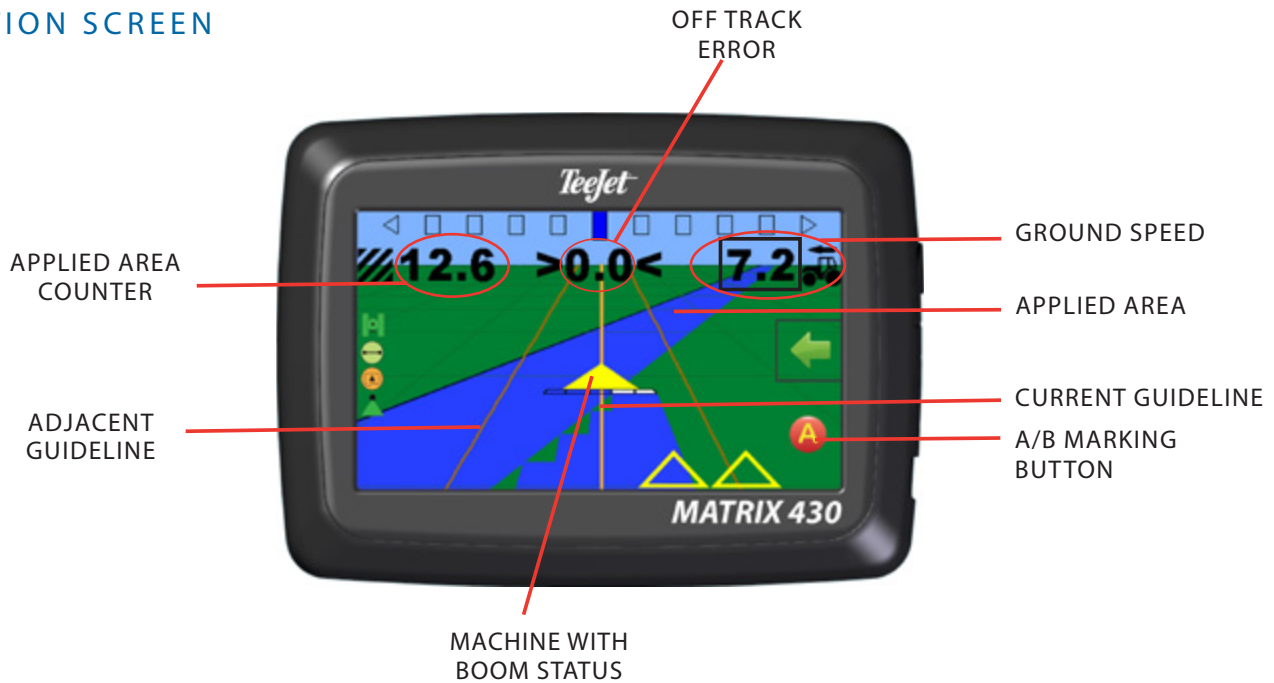 TION SCREEN
OFF TRACK
ERROR
TeeJet
12.6 >0.0< 7.2
GROUND SPEED
APPLIED AREA
COUNTER
APPLIED AREA
ADJACENT
GUIDELINE
CURRENT GUIDELINE
A
A/B MARKING
BUTTON
MATRIX 430
MACHINE WITH
BOOM STATUS